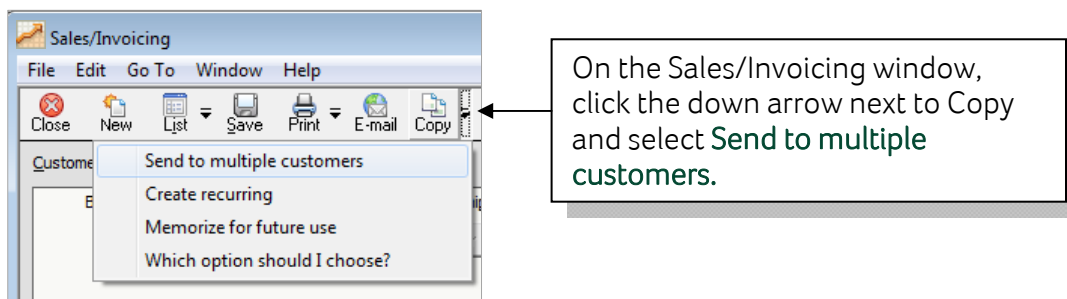 Sales/Invoicing
File Edit Go To Window Help
Close New List Save Print E-mail Copy
Custome
Send to multiple customers
Create recurring
Memorize for future use
Which option should I choose?
On the Sales/Invoicing window,
click the down arrow next to Copy
and select Send to multiple
customers.